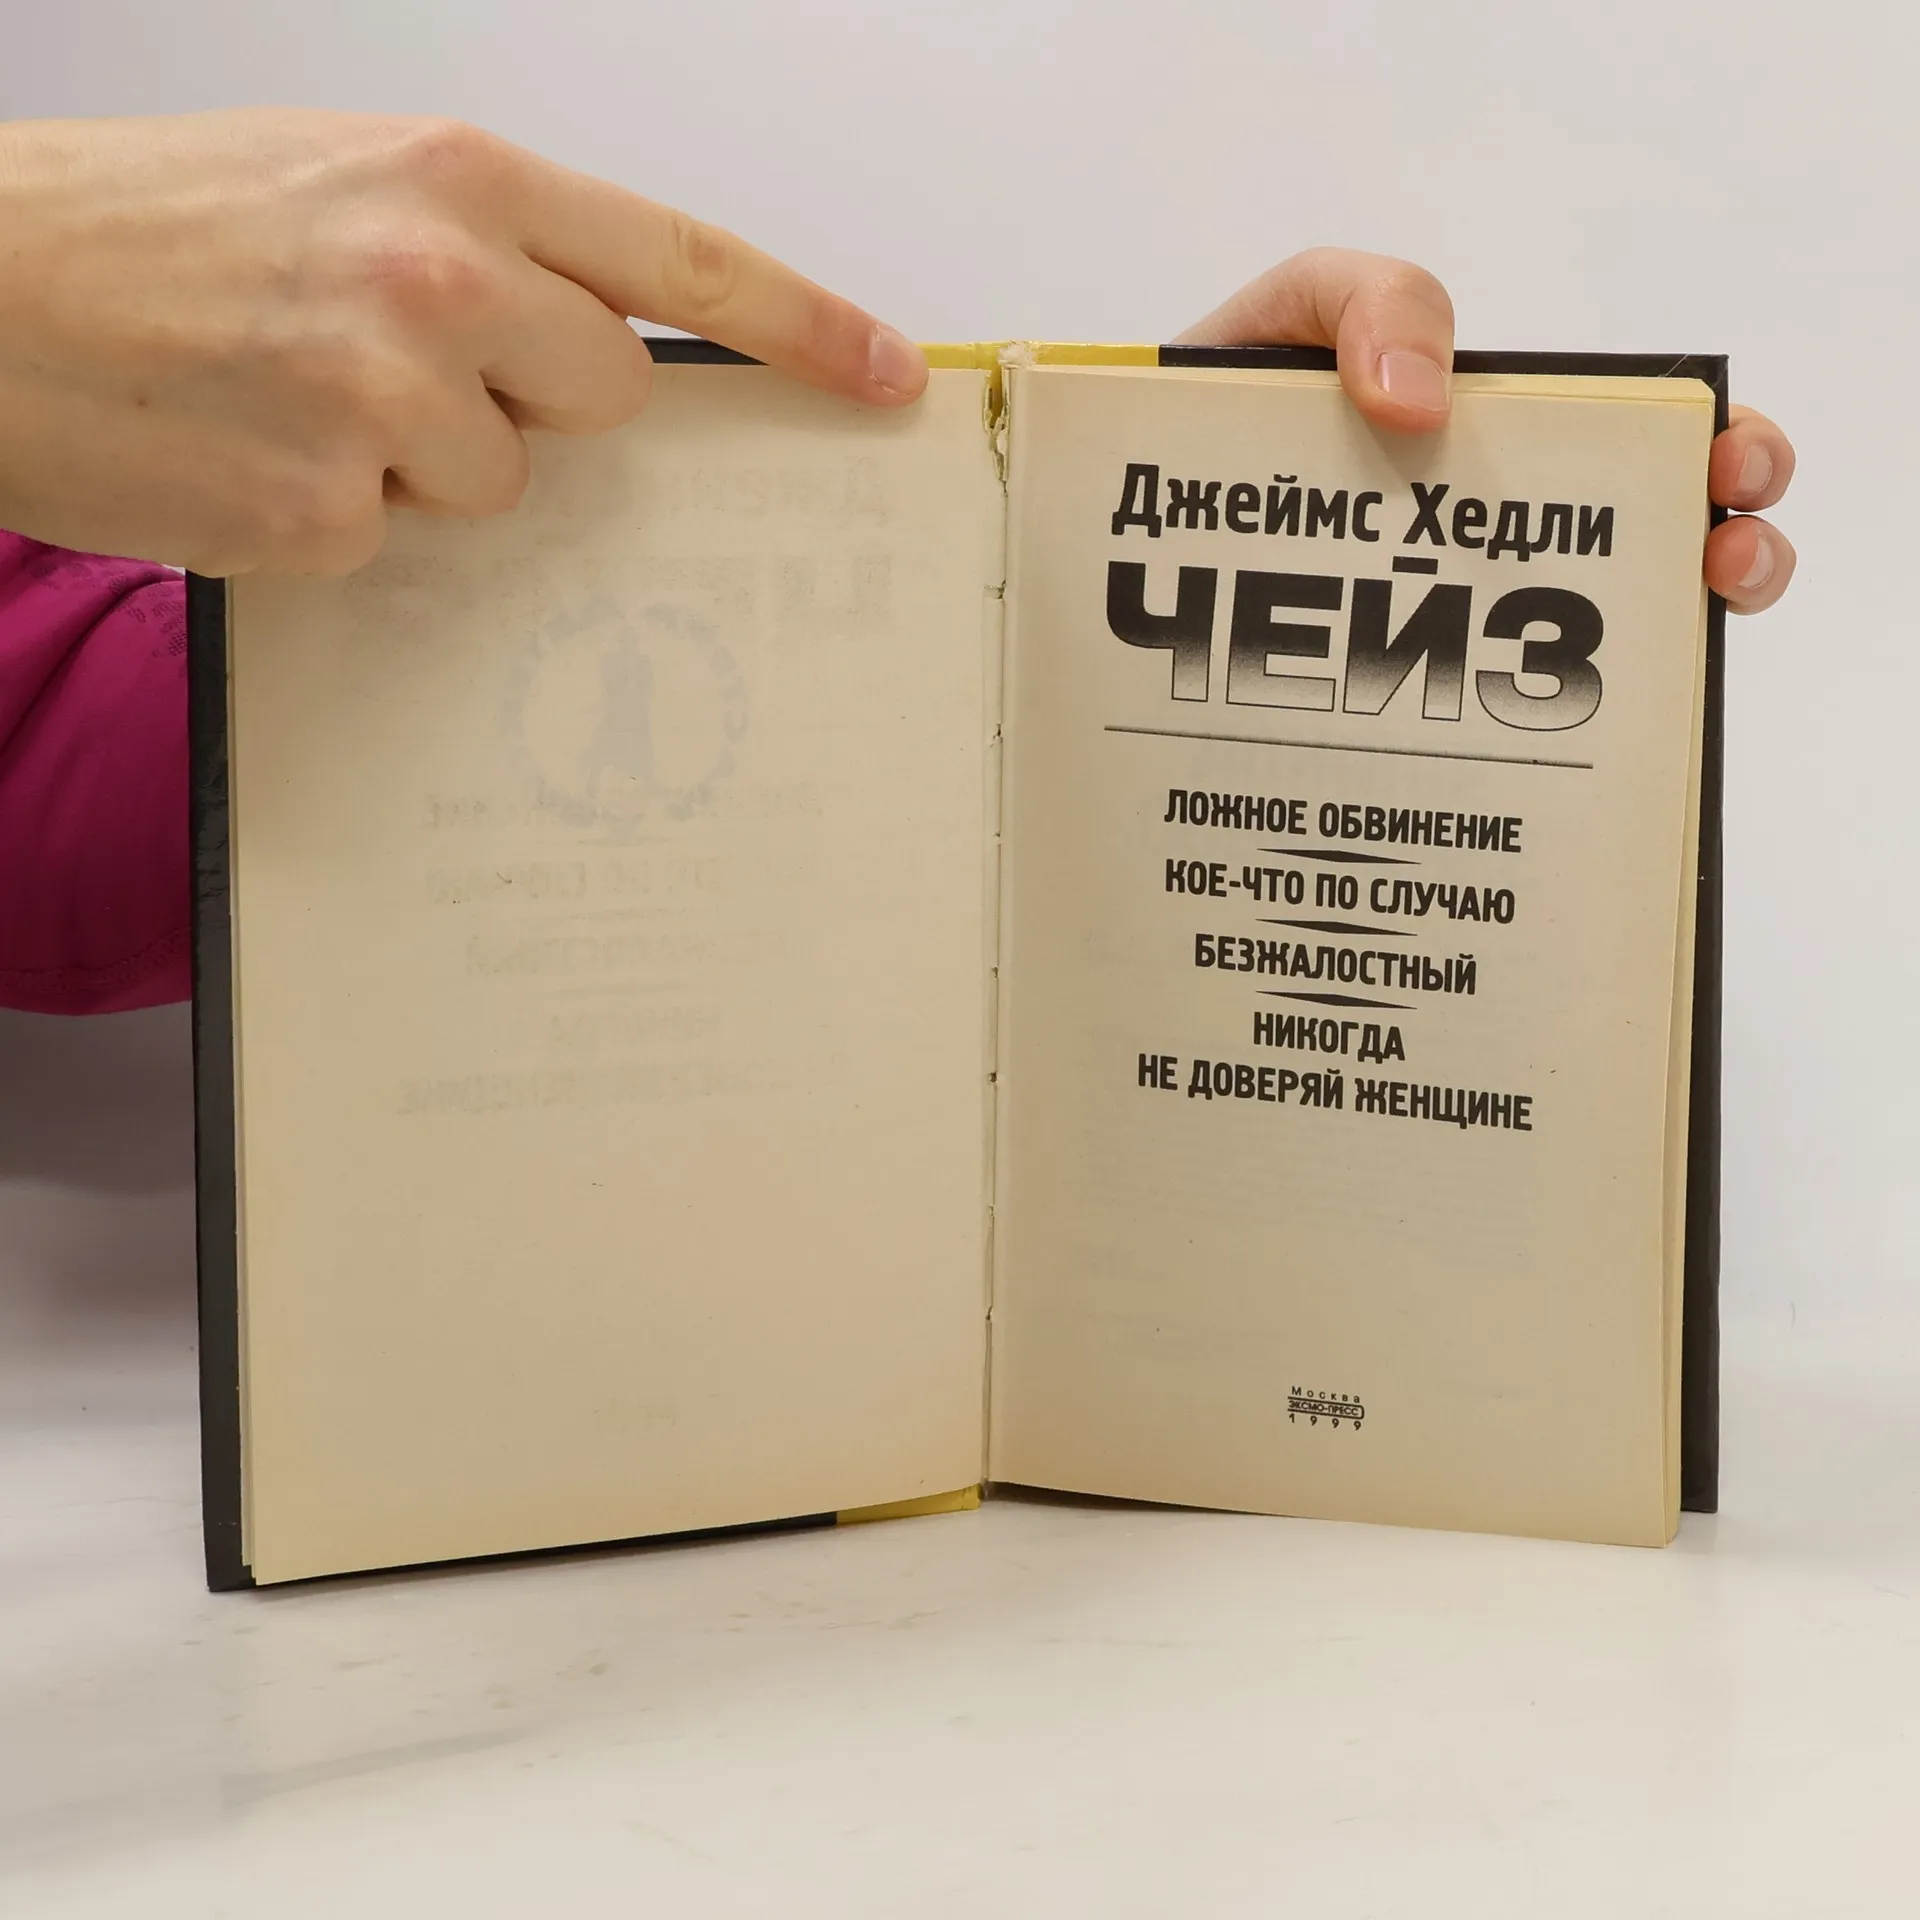 Джеймс Хедли
ЧЕЙЗ
ЛОЖНОЕ ОБВИНЕНИЕ
КОЕ-ЧТО ПО СЛУЧАЮ
БЕЗЖАЛОСТНЫЙ
НИКОГДА
НЕ ДОВЕРЯЙ ЖЕНЩИНЕ
Москва
ЭКСМО-ПРЕСС
1999